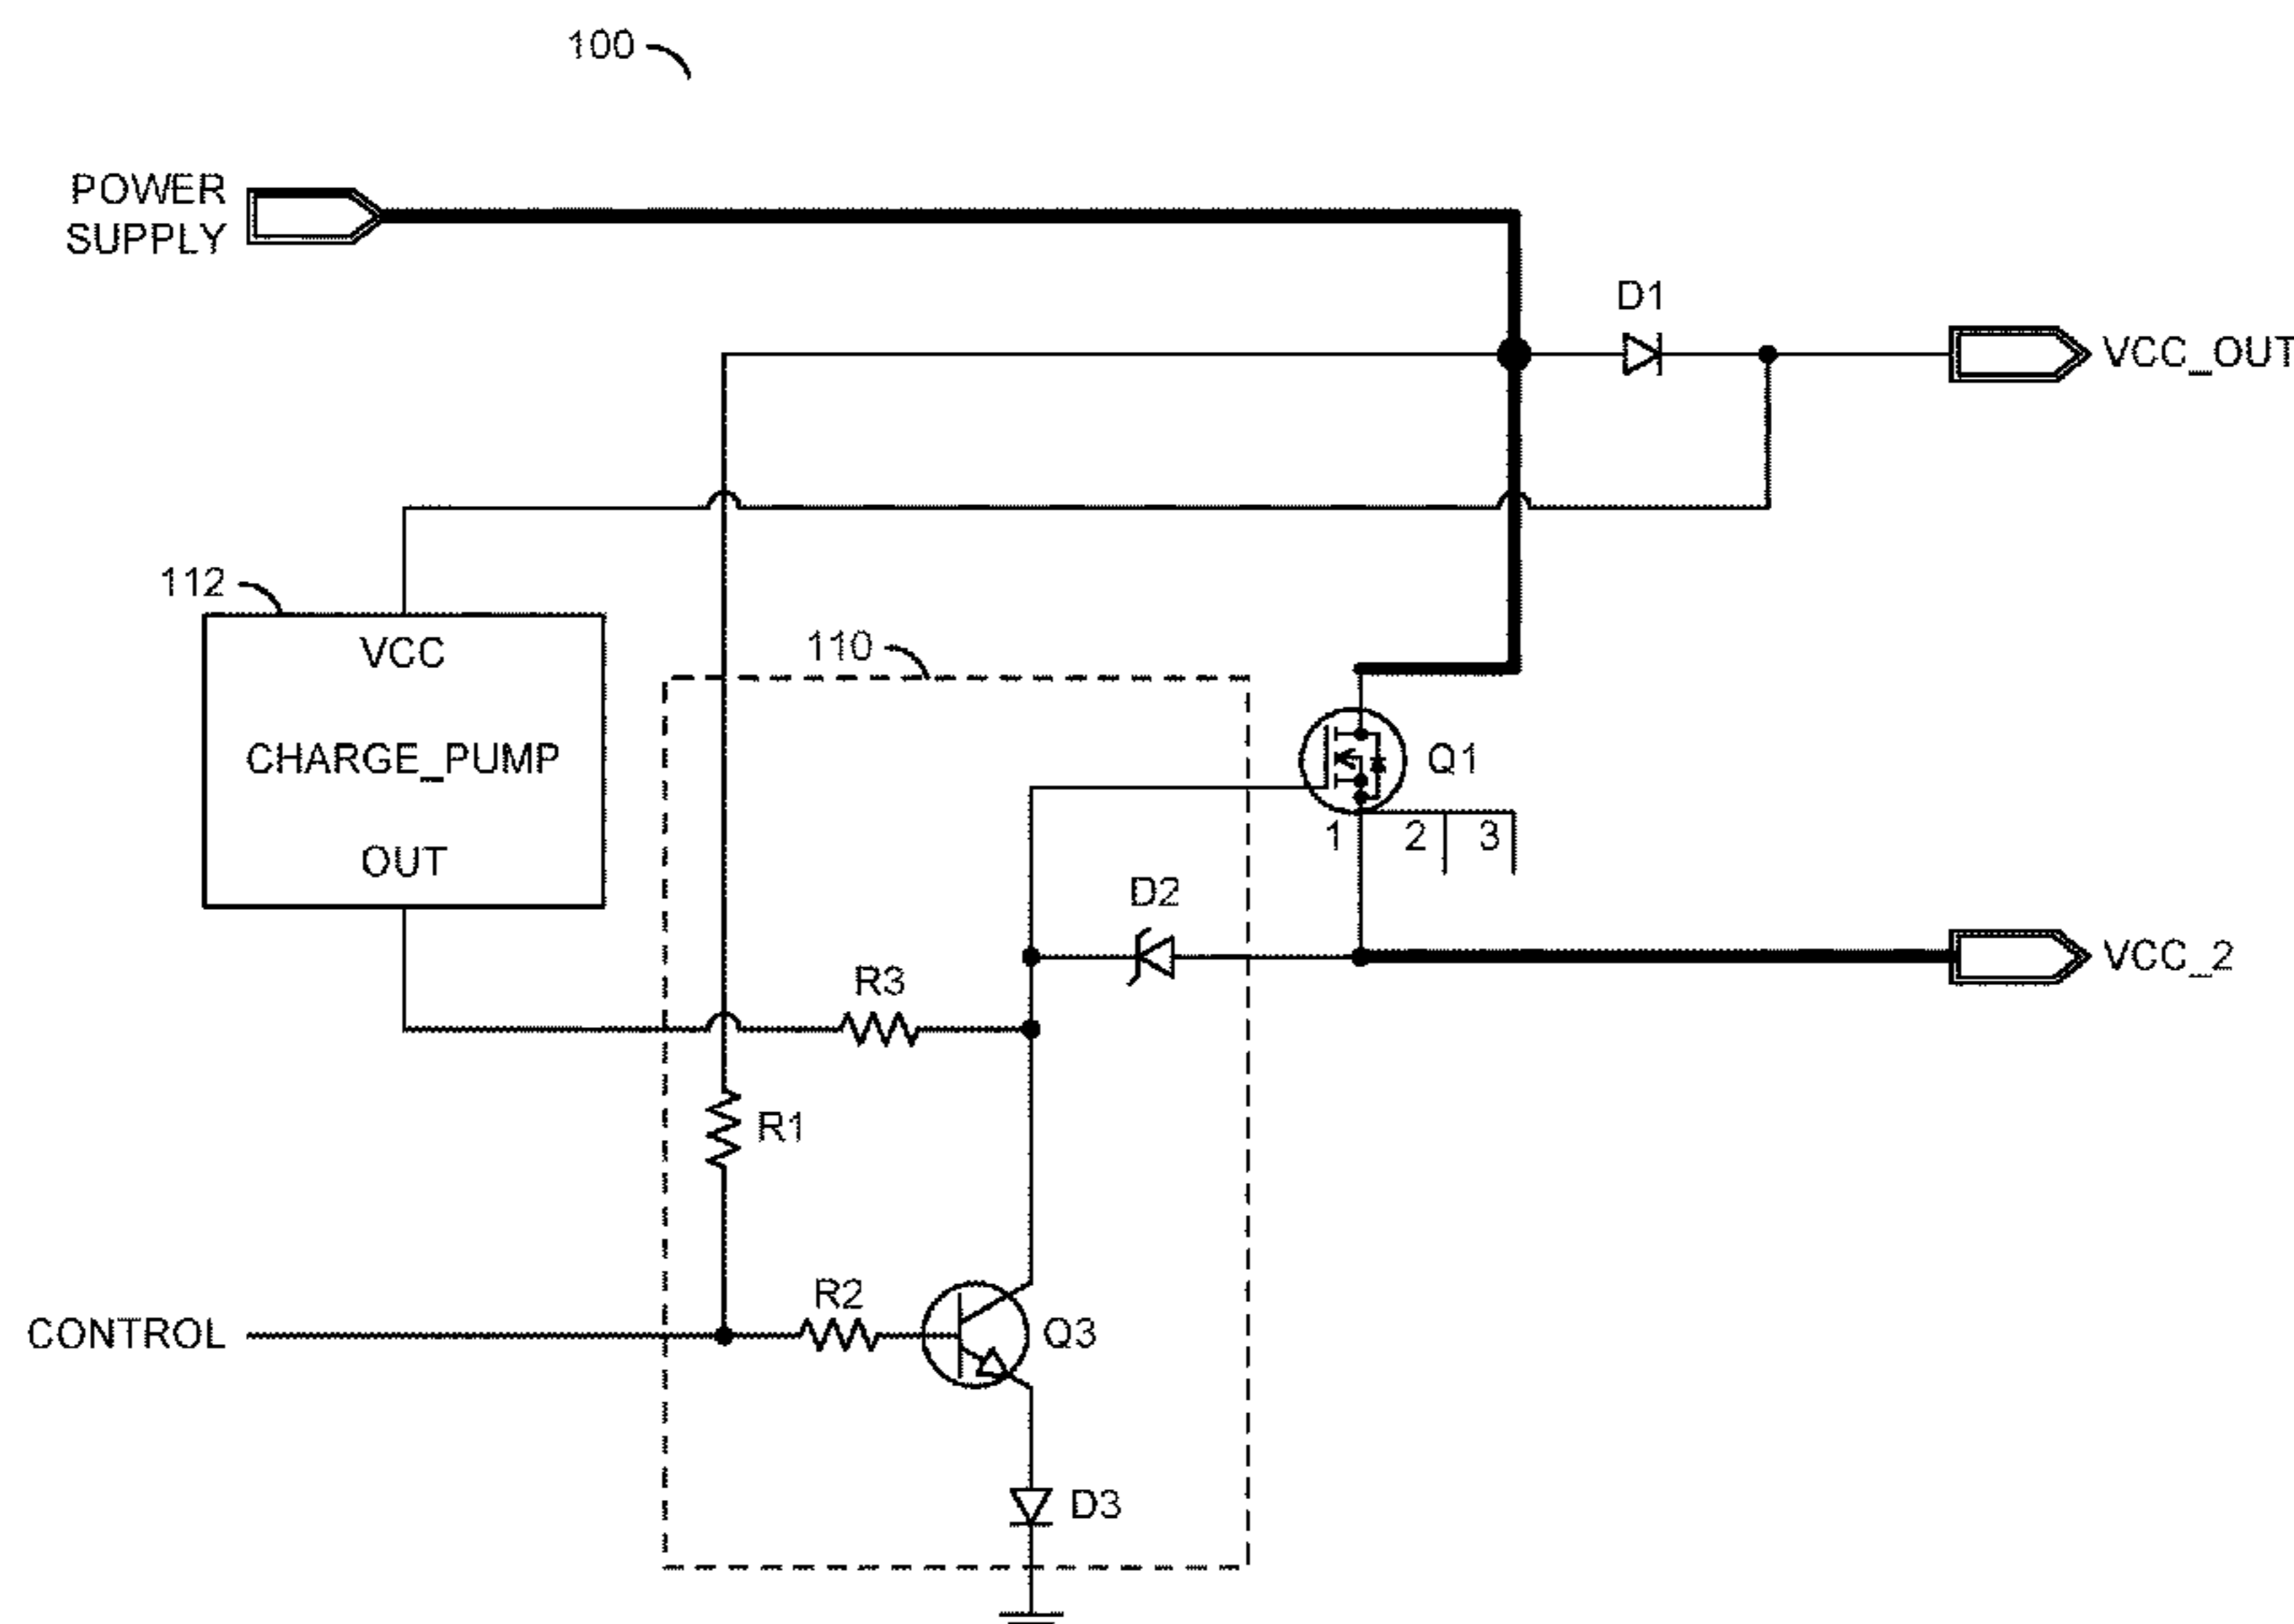 100
POWER
SUPPLY
D1
VCC_OUT
112
VCC
110
CHARGE_PUMP
Q1
OUT
1 2 3
D2
VCC_2
R3
R1
R2
CONTROL
Q3
D3